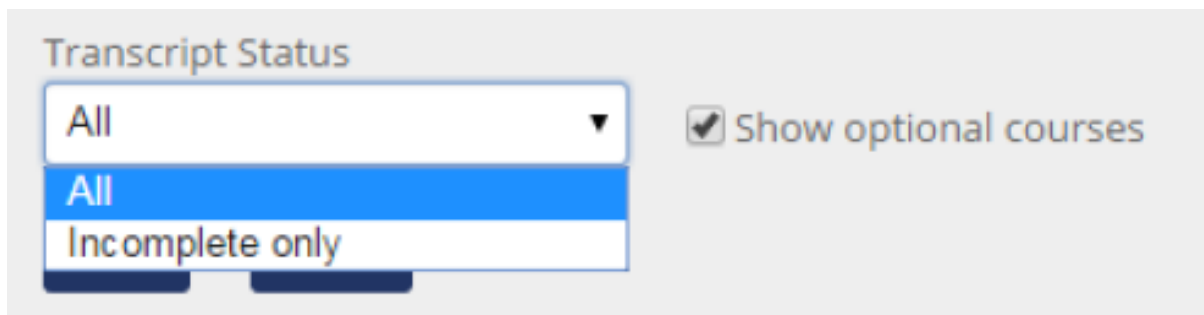 Transcript Status
All
Show optional courses
All
Incomplete only